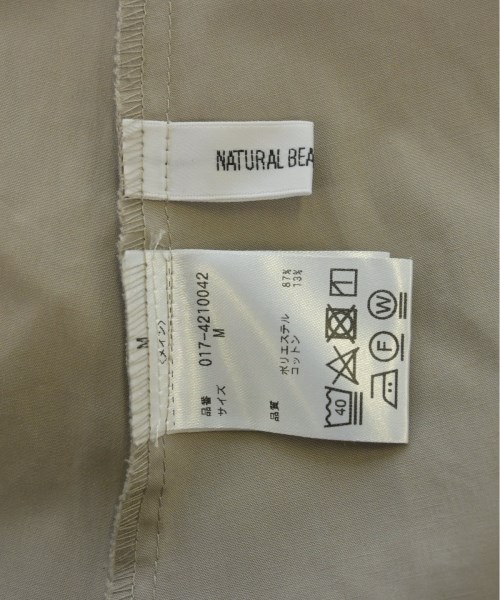 NATURAL BEA
M
(メイン)
品番 017-4210042
サイズ M
品質 ポリエステル 87%
コットン 13%
40
F W